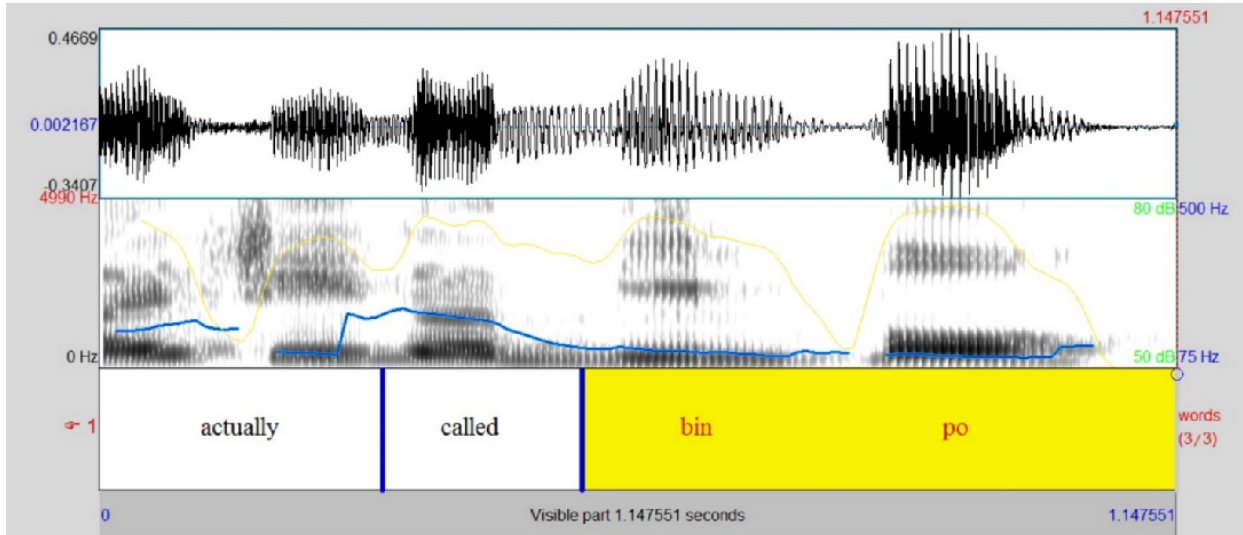 1.147551
0.4669
0.002167
-0.3407
4990 Hz 80 dB 500 Hz
0 Hz 50 dB 75 Hz
☞ 1 actually called bin po words
(3/3)
0 Visible part 1.147551 seconds 1.147551